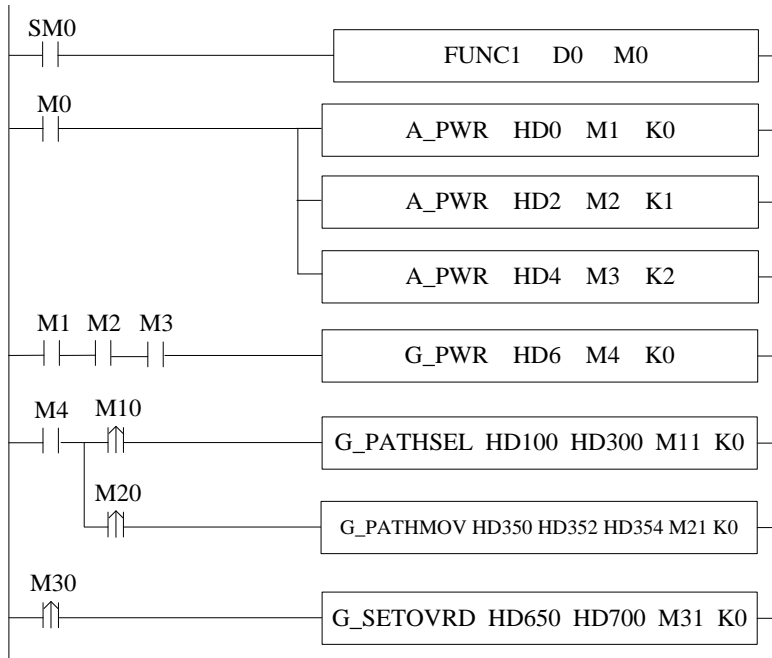 SM0
FUNC1 D0 M0
M0
A_PWR HD0 M1 K0
A_PWR HD2 M2 K1
A_PWR HD4 M3 K2
M1 M2 M3
G_PWR HD6 M4 K0
M4 M10
G_PATHSEL HD100 HD300 M11 K0
M20
G_PATHMOV HD350 HD352 HD354 M21 K0
M30
G_SETOVRD HD650 HD700 M31 K0